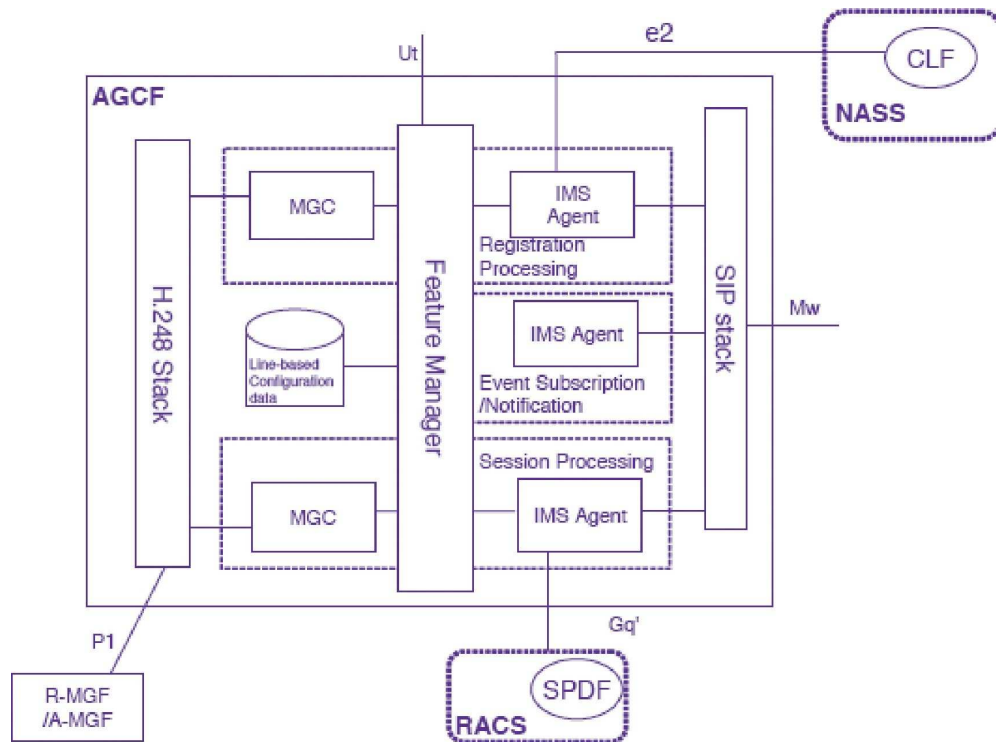 e2
CLF
NASS
Ut
AGCF
MGC
IMS
Agent
Registration
Processing
H.248 Stack
Feature Manager
SIP stack
Mw
Line-based
Configuration
data
IMS Agent
Event Subscription
/Notification
Session Processing
MGC
IMS Agent
P1
Gq'
R-MGF
/A-MGF
SPDF
RACS